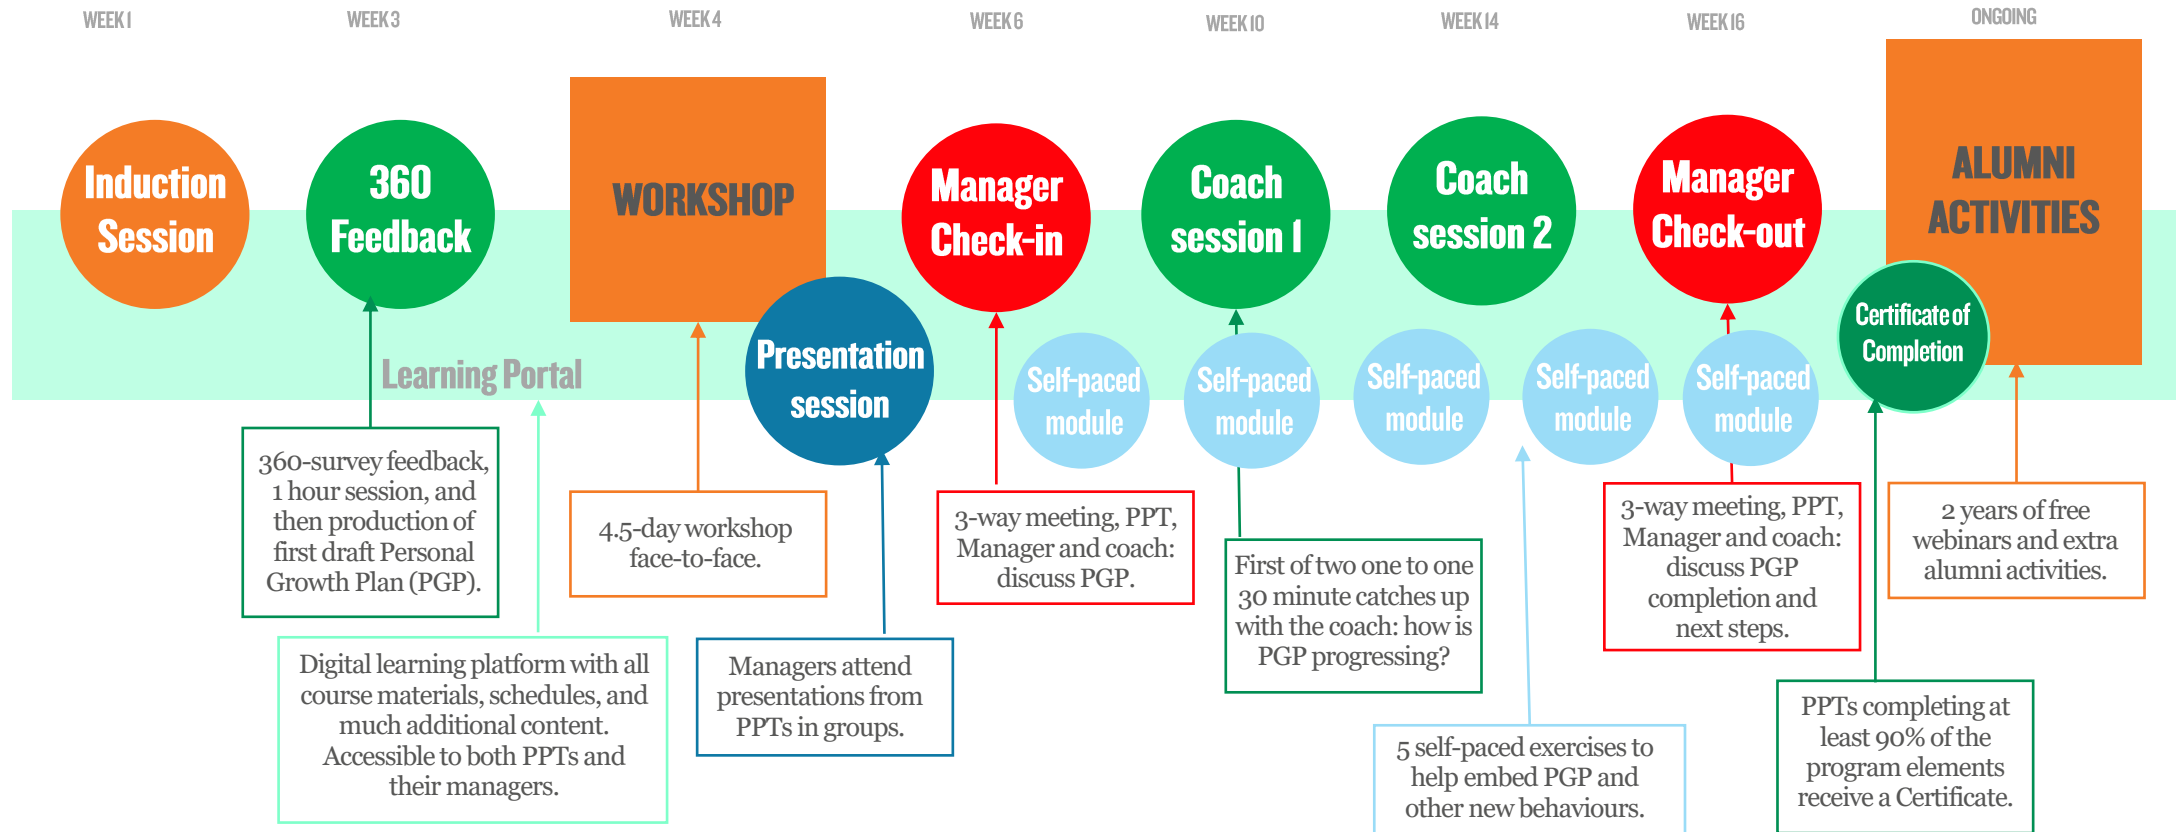 WEEK 1
WEEK 3
WEEK 4
WEEK 6
WEEK 10
WEEK 14
WEEK 16
ONGOING
Induction
Session
360
Feedback
WORKSHOP
Presentation
session
Manager
Check-in
Coach
session 1
Coach
session 2
Manager
Check-out
ALUMNI
ACTIVITIES
Certificate of
Completion
Learning Portal
Self-paced
module
Self-paced
module
Self-paced
module
Self-paced
module
Self-paced
module
360-survey feedback,
1 hour session, and
then production of
first draft Personal
Growth Plan (PGP).
Digital learning platform with all
course materials, schedules, and
much additional content.
Accessible to both PPTs and
their managers.
4.5-day workshop
face-to-face.
Managers attend
presentations from
PPTs in groups.
3-way meeting, PPT,
Manager and coach:
discuss PGP.
First of two one to one
30 minute catches up
with the coach: how is
PGP progressing?
5 self-paced exercises to
help embed PGP and
other new behaviours.
3-way meeting, PPT,
Manager and coach:
discuss PGP
completion and
next steps.
PPTs completing at
least 90% of the
program elements
receive a Certificate.
2 years of free
webinars and extra
alumni activities.